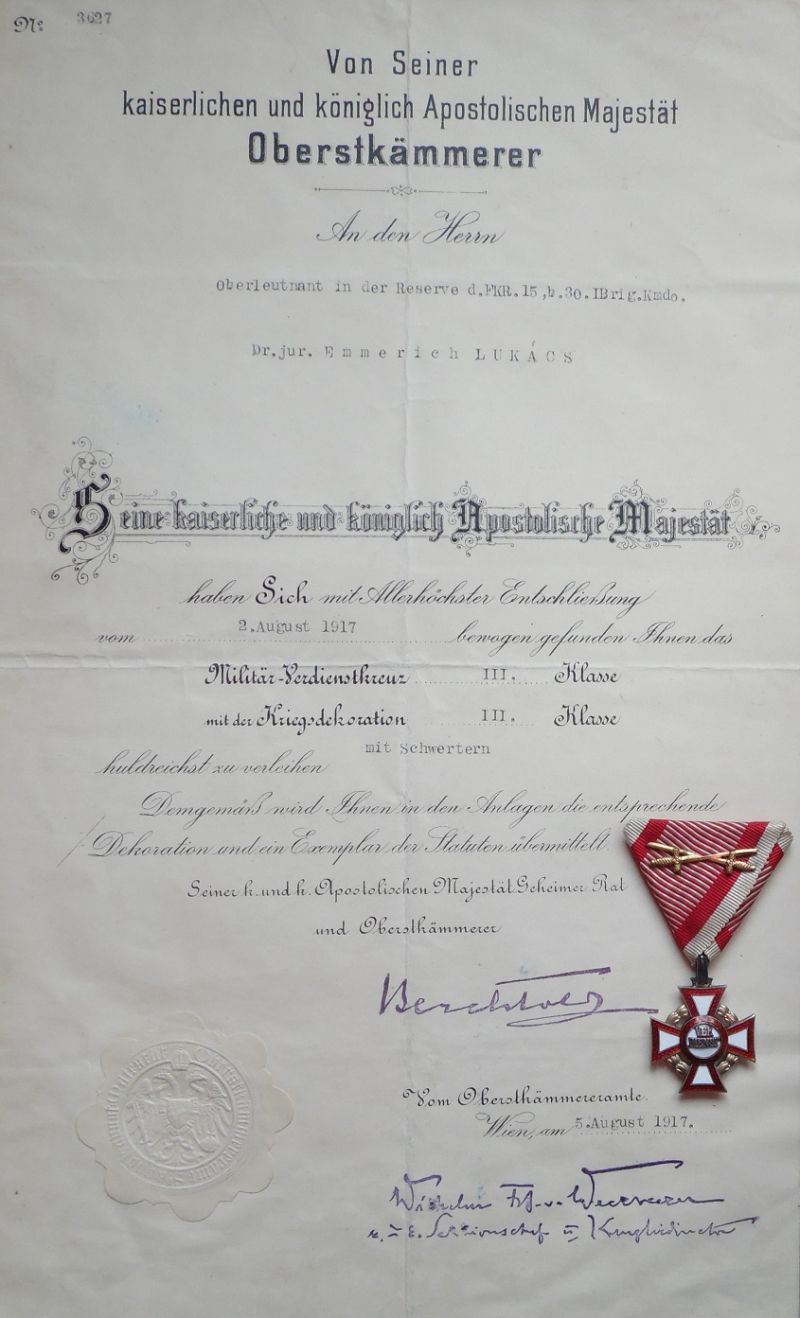 No: 3627
Von Seiner
kaiserlichen und königlich Apostolischen Majestät
Oberstkämmerer
An den Herrn
Oberleutnant in der Reserve d.FKR.15,b.30.IBrig.Kmdo.
Dr.jur. Emmerich LUKÁCS
Seine kaiserliche und königlich Apostolische Majestät
haben Sich mit Allerhöchster Entschließung
vom 2.August 1917 bewogen gefunden Ihnen das
Militär-Verdienstkreuz III. Klasse
mit der Kriegsdekoration III. Klasse
mit Schwertern
huldreichst zu verleihen
Demgemäß wird Ihnen in den Anlagen die entsprechende
Dekoration und ein Exemplar der Statuten übermittelt.
Seiner k. und k. Apostolischen Majestät Geheimer Rat
und Oberstkämmerer
Berchtold
Vom Oberstkämmereramte.
Wien, am 5.August 1917.
Wilhelm Frh. v.
k. u. k. Sektionschef u. Kanzleidirektor